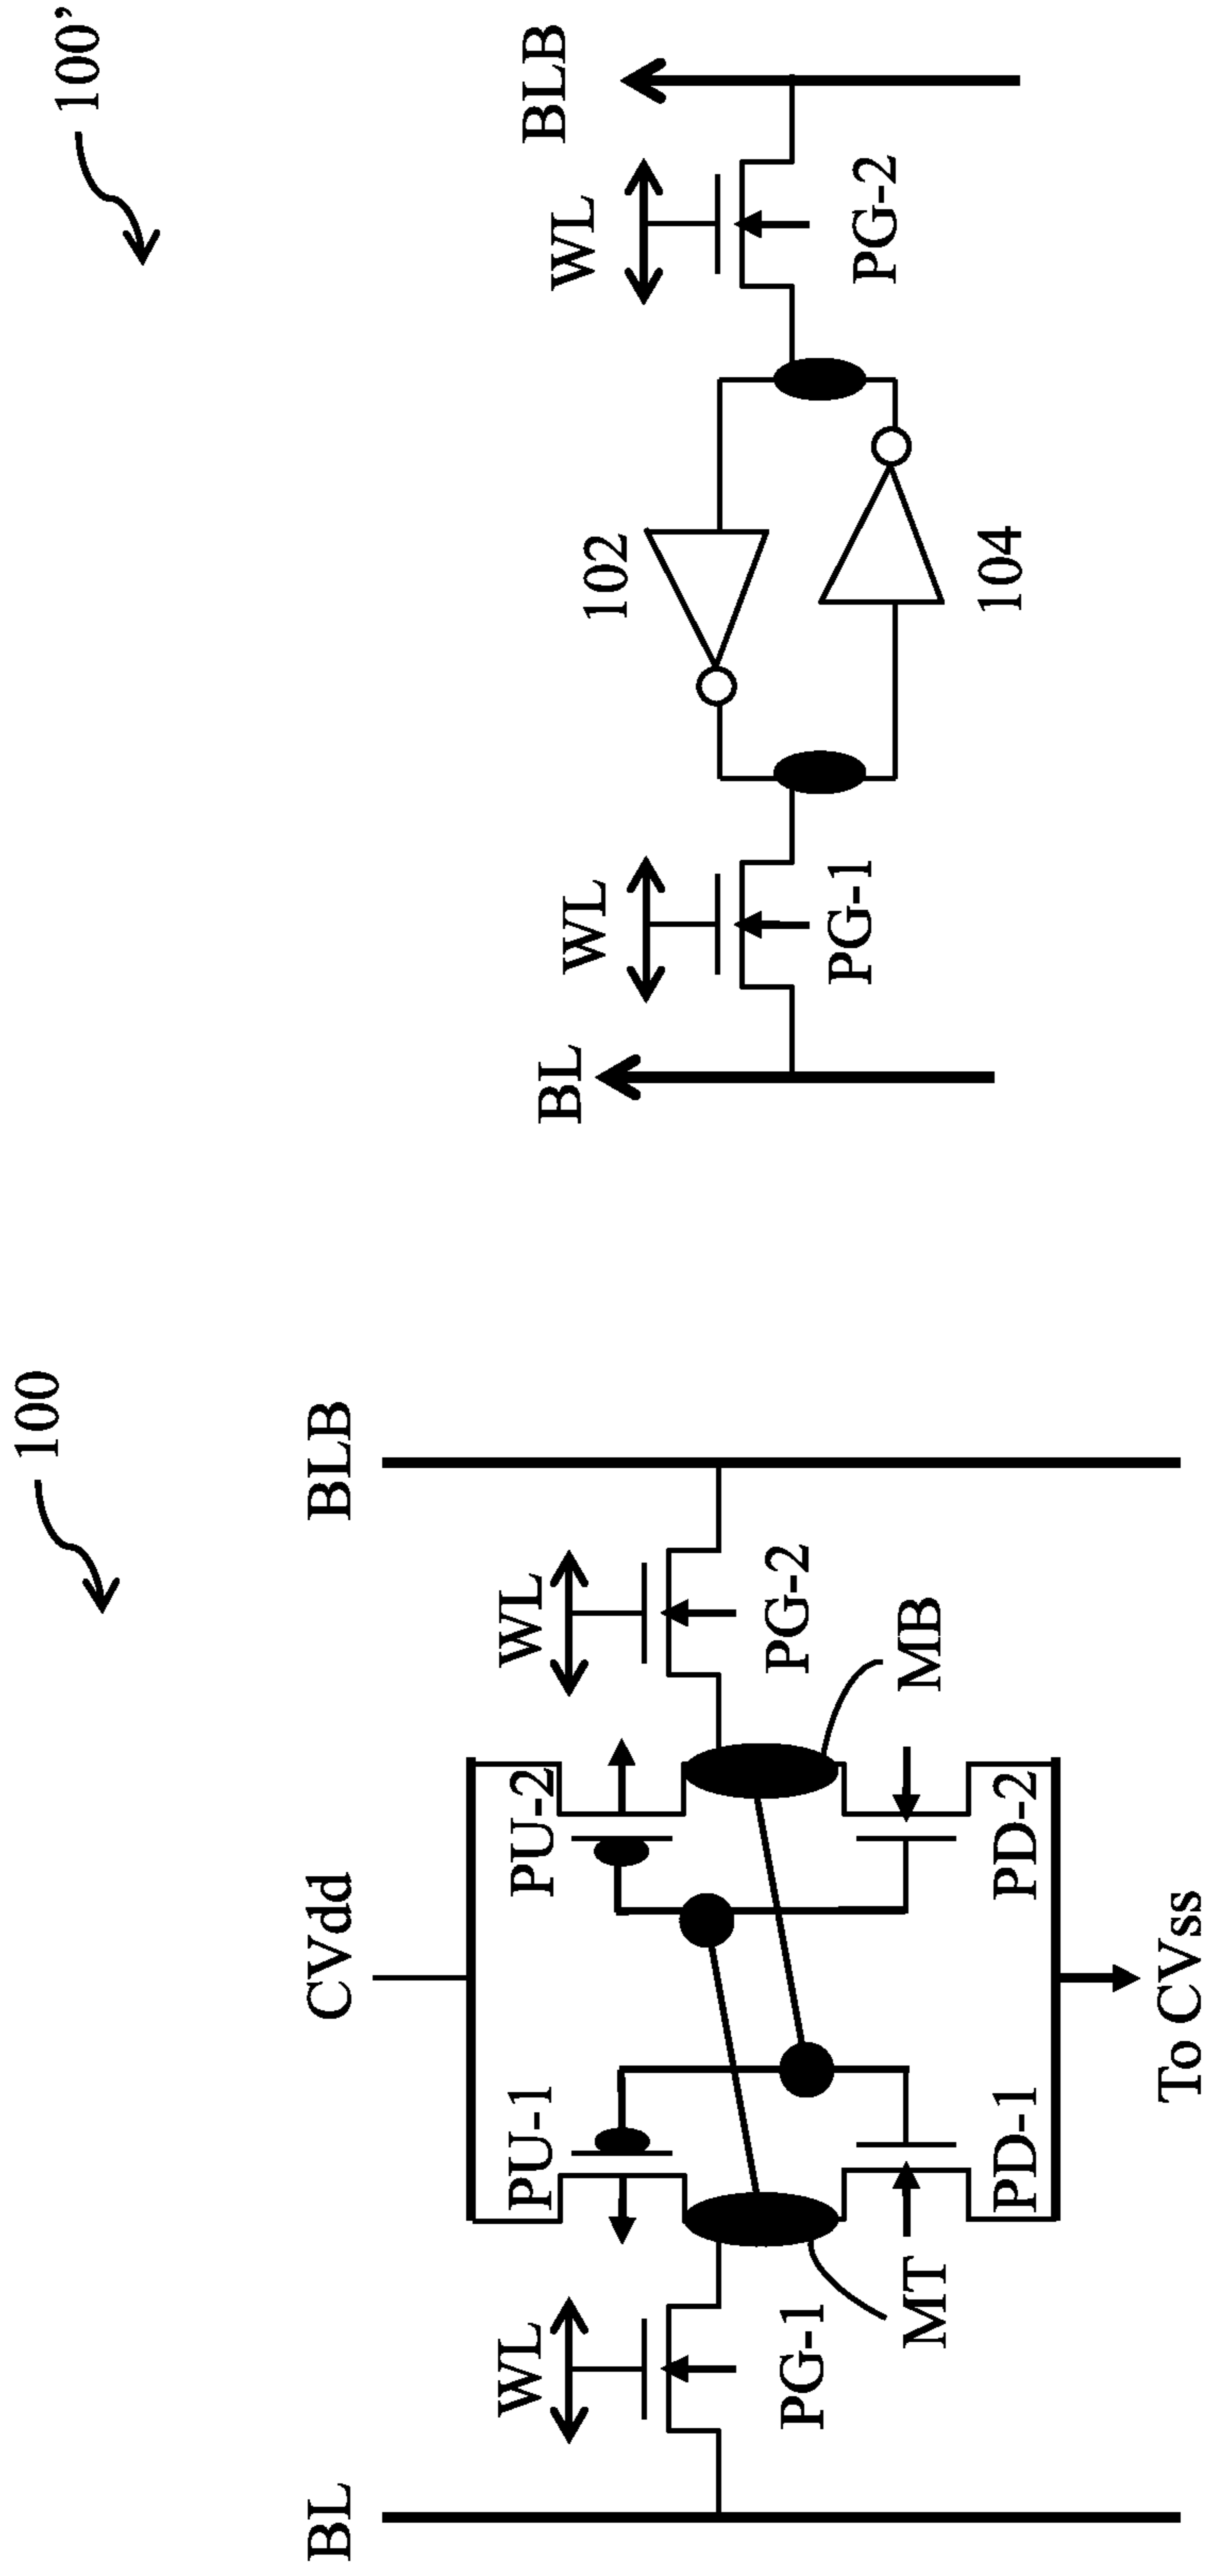 100
BL
WL
PG-1
MT
PU-1
PD-1
CVdd
To CVss
PU-2
PD-2
MB
WL
PG-2
BLB
100’
BL
WL
PG-1
102
104
WL
PG-2
BLB